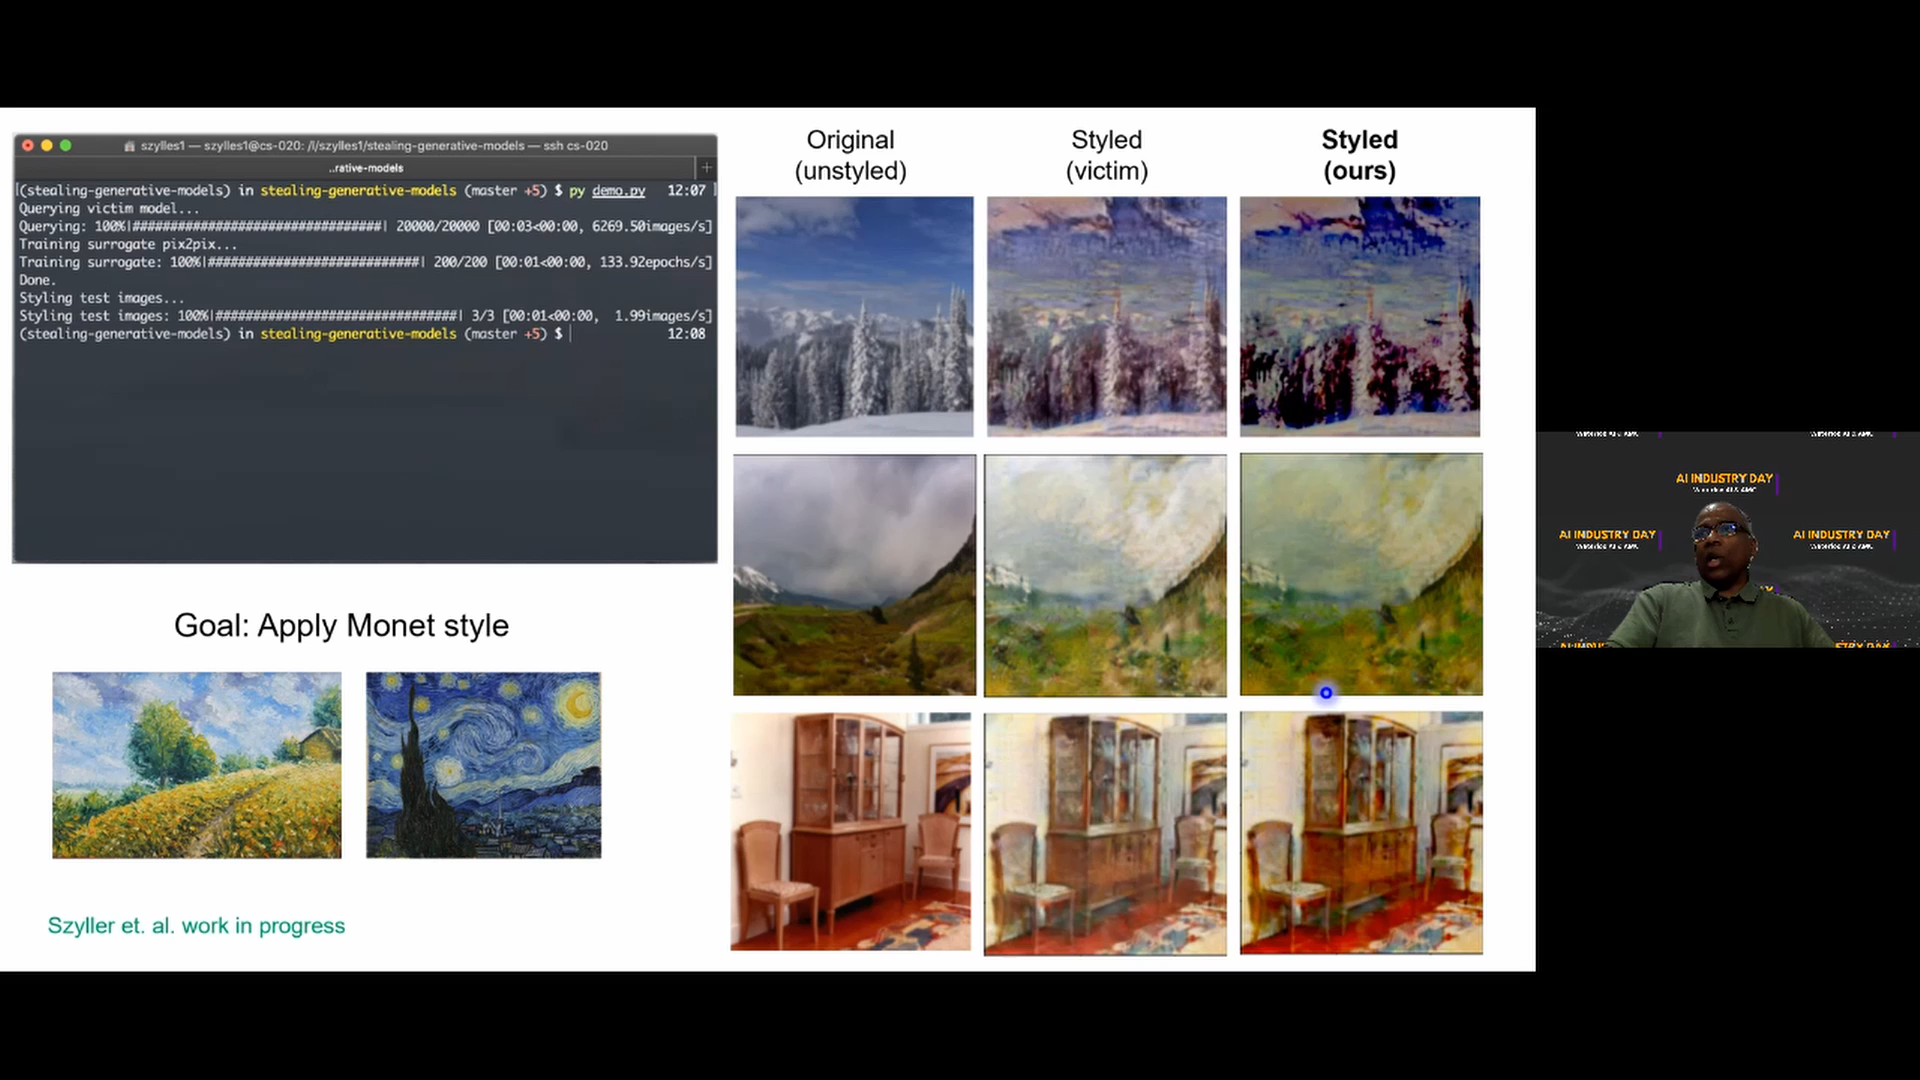 szylles1 — szylles1@cs-020: /l/szylles1/stealing-generative-models — ssh cs-020
..rative-models
(stealing-generative-models) in stealing-generative-models (master +5) $ py demo.py 12:07
Querying victim model...
Querying: 100%|################################| 20000/20000 [00:03<00:00, 6269.50images/s]
Training surrogate pix2pix...
Training surrogate: 100%|###########################| 200/200 [00:01<00:00, 133.92epochs/s]
Done.
Styling test images...
Styling test images: 100%|###############################| 3/3 [00:01<00:00, 1.99images/s]
(stealing-generative-models) in stealing-generative-models (master +5) $ 12:08
Goal: Apply Monet style
Szyller et. al. work in progress
Original
(unstyled)
Styled
(victim)
Styled
(ours)
AI INDUSTRY DAY
AI INDUSTRY DAY
AI INDUSTRY DAY